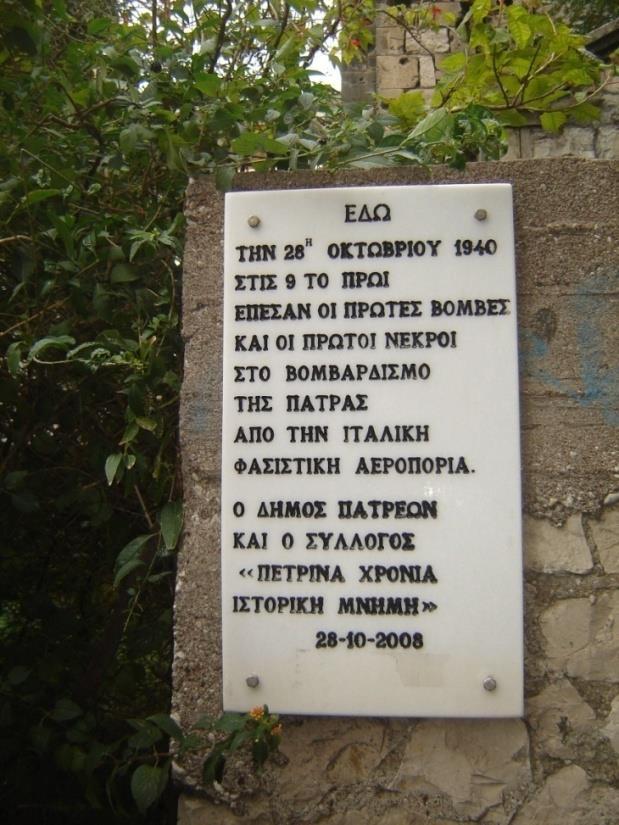 ΕΔΩ
ΤΗΝ 28Η ΟΚΤΩΒΡΙΟΥ 1940
ΣΤΙΣ 9 ΤΟ ΠΡΩΙ
ΕΠΕΣΑΝ ΟΙ ΠΡΩΤΕΣ ΒΟΜΒΕΣ
ΚΑΙ ΟΙ ΠΡΩΤΟΙ ΝΕΚΡΟΙ
ΣΤΟ ΒΟΜΒΑΡΔΙΣΜΟ
ΤΗΣ ΠΑΤΡΑΣ
ΑΠΟ ΤΗΝ ΙΤΑΛΙΚΗ
ΦΑΣΙΣΤΙΚΗ ΑΕΡΟΠΟΡΙΑ.
Ο ΔΗΜΟΣ ΠΑΤΡΕΩΝ
ΚΑΙ Ο ΣΥΛΛΟΓΟΣ
«ΠΕΤΡΙΝΑ ΧΡΟΝΙΑ
ΙΣΤΟΡΙΚΗ ΜΝΗΜΗ»
28-10-2008